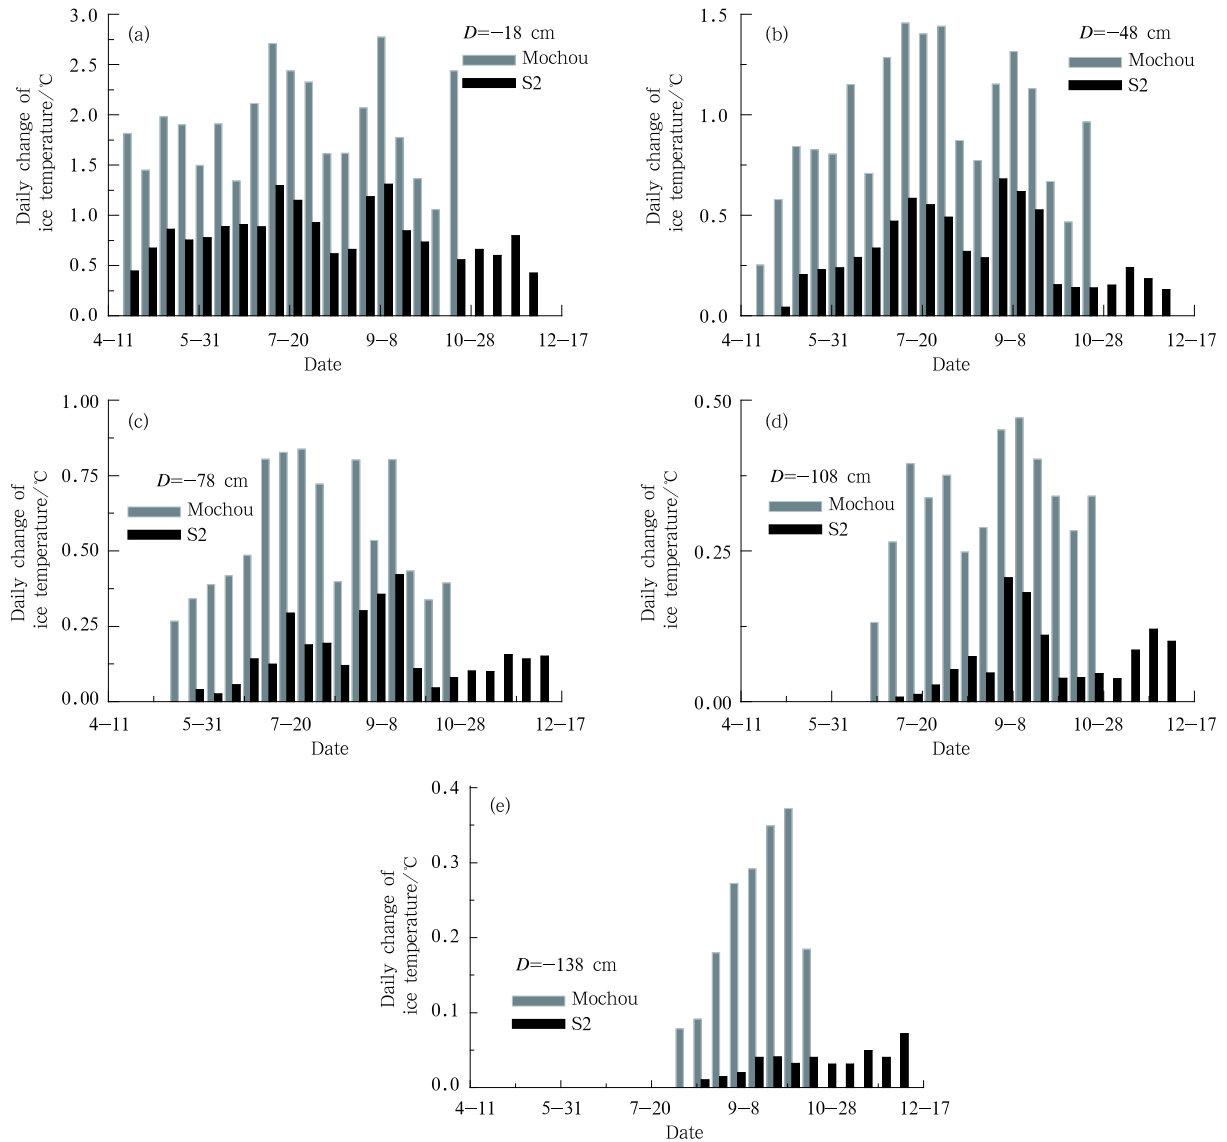 (a)
D=−18 cm
Mochou
S2
Daily change of
ice temperature/℃
3.0
2.5
2.0
1.5
1.0
0.5
0.0
4−11 5−31 7−20 9−8 10−28 12−17
Date
(b)
D=−48 cm
Mochou
S2
Daily change of
ice temperature/℃
1.5
1.0
0.5
0.0
4−11 5−31 7−20 9−8 10−28 12−17
Date
(c)
D=−78 cm
Mochou
S2
Daily change of
ice temperature/℃
1.00
0.75
0.50
0.25
0.00
4−11 5−31 7−20 9−8 10−28 12−17
Date
(d)
D=−108 cm
Mochou
S2
Daily change of
ice temperature/℃
0.50
0.25
0.00
4−11 5−31 7−20 9−8 10−28 12−17
Date
(e)
D=−138 cm
Mochou
S2
Daily change of
ice temperature/℃
0.4
0.3
0.2
0.1
0.0
4−11 5−31 7−20 9−8 10−28 12−17
Date